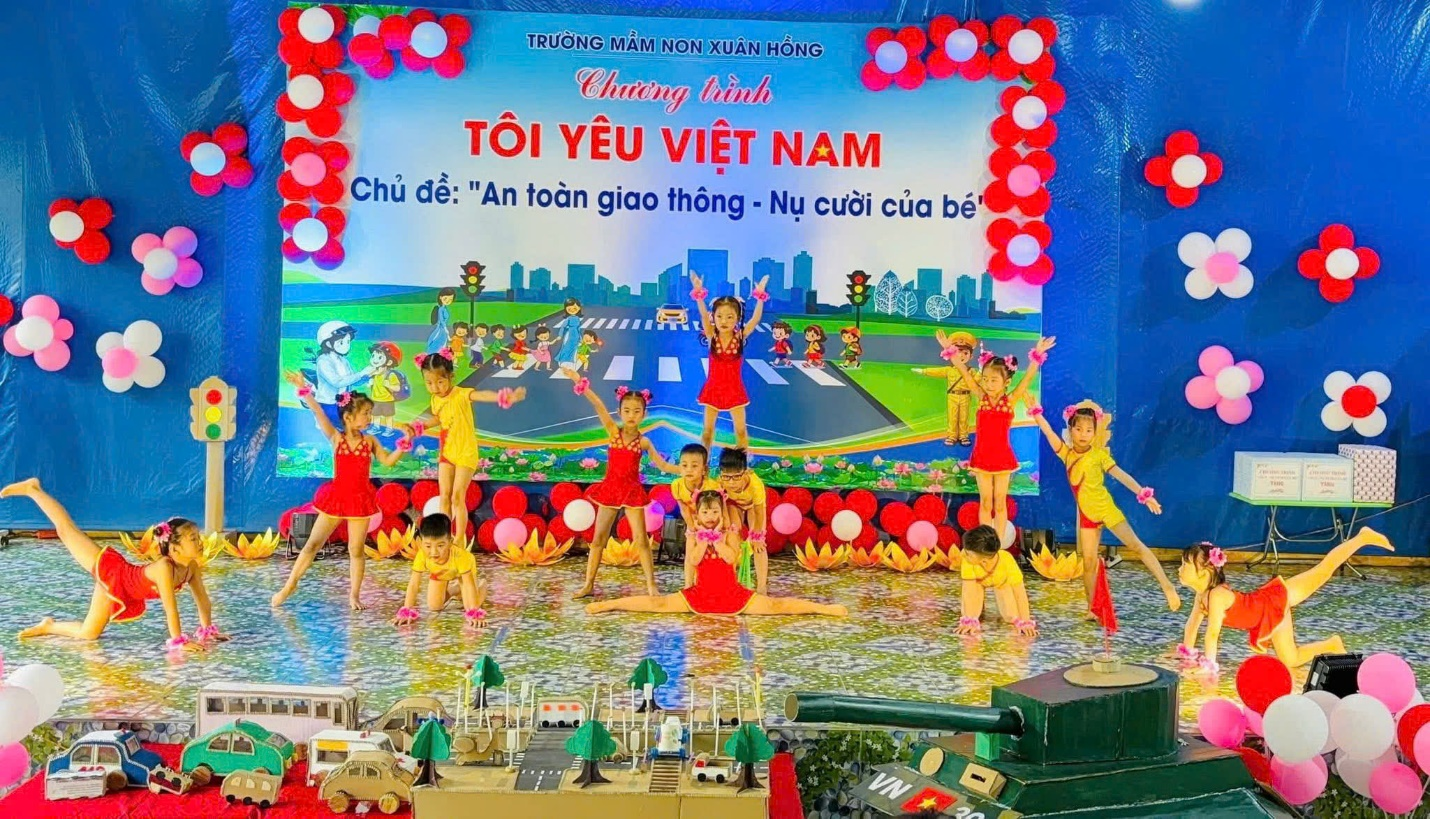 TRƯỜNG MẦM NON XUÂN HỒNG
Chương trình
TÔI YÊU VIỆT NAM
Chủ đề: "An toàn giao thông - Nụ cười của bé"
VN